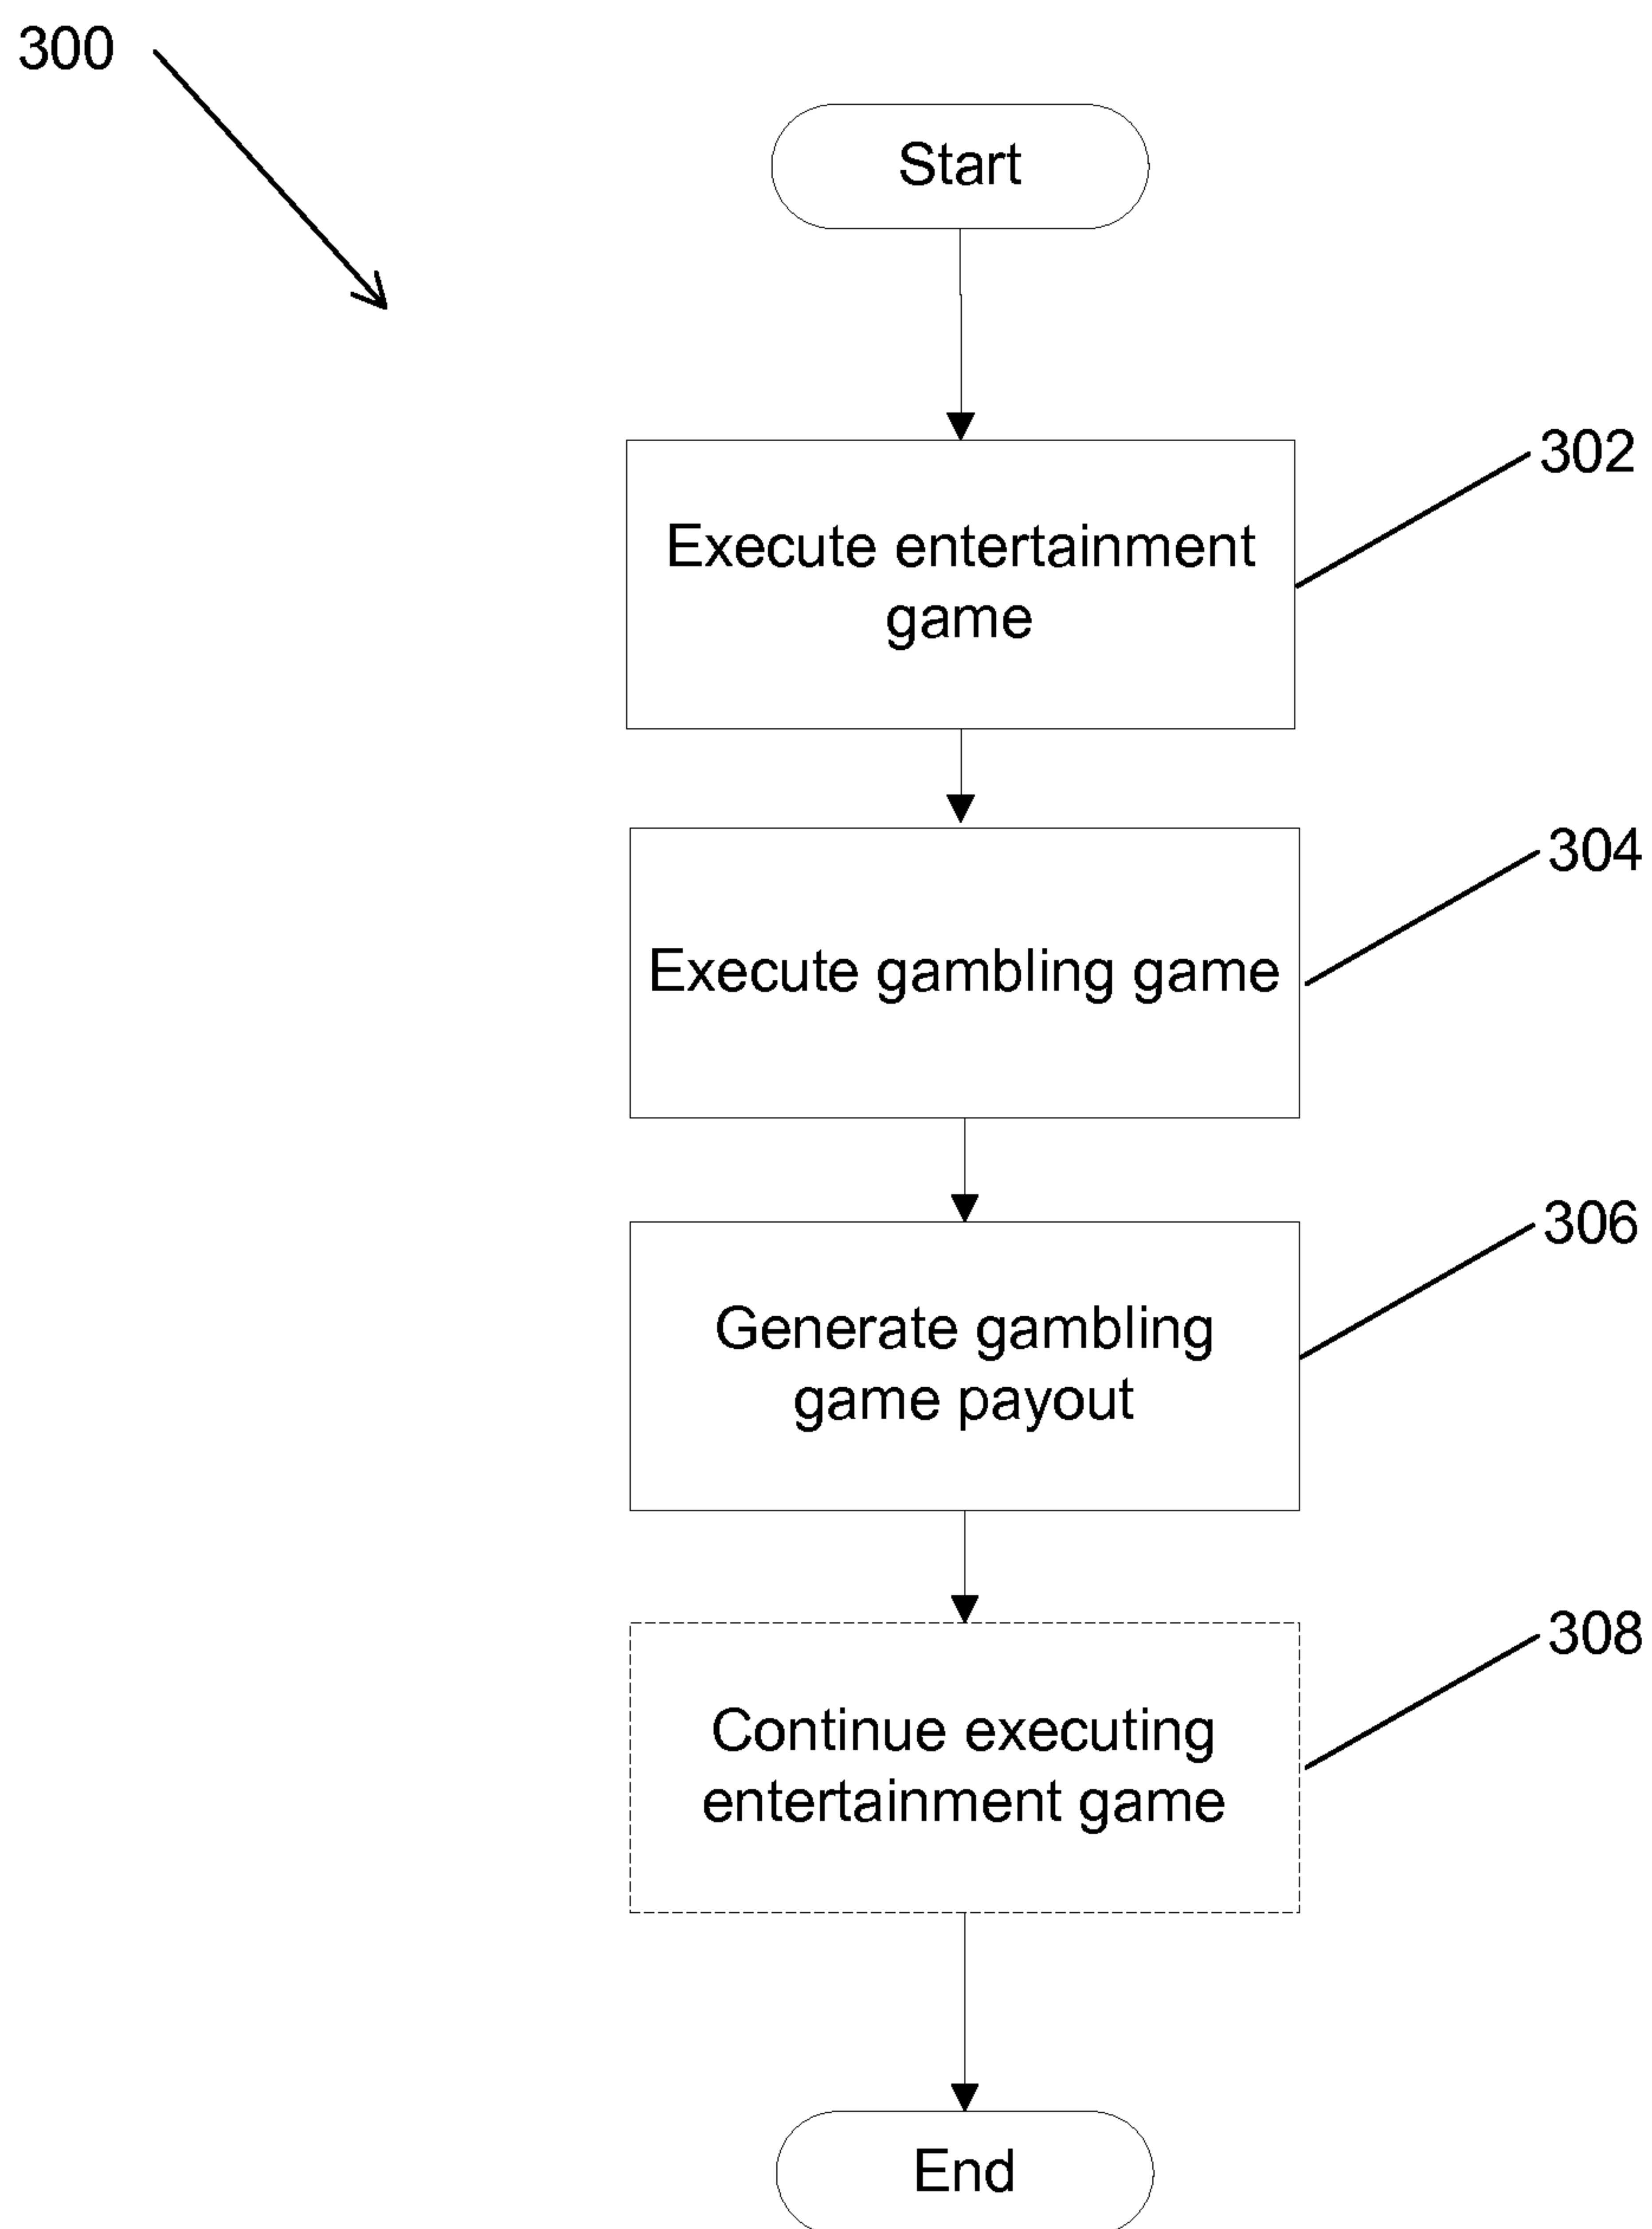 300
Start
302
Execute entertainment
game
304
Execute gambling game
306
Generate gambling
game payout
308
Continue executing
entertainment game
End